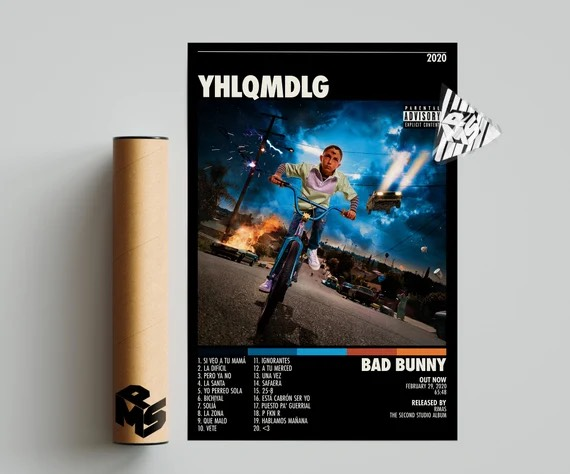 2020
YHLQMDLG
PARENTAL
ADVISORY
EXPLICIT CONTENT
1. SI VEO A TU MAMÁ
2. LA DIFÍCIL
3. PERO YA NO
4. LA SANTA
5. YO PERREO SOLA
6. BICHIYAL
7. SOLIÁ
8. LA ZONA
9. QUE MALO
10. VETE
11. IGNORANTES
12. A TU MERCED
13. UNA VEZ
14. SAFAERA
15. 25-8
16. ESTÁ CABRÓN SER YO
17. PUESTO PA' GUERRIAL
18. P FKN R
19. HABLAMOS MAÑANA
20. <3
BAD BUNNY
OUT NOW
FEBRUARY 29, 2020
65:48
RELEASED BY
RIMAS
THE SECOND STUDIO ALBUM
RMS